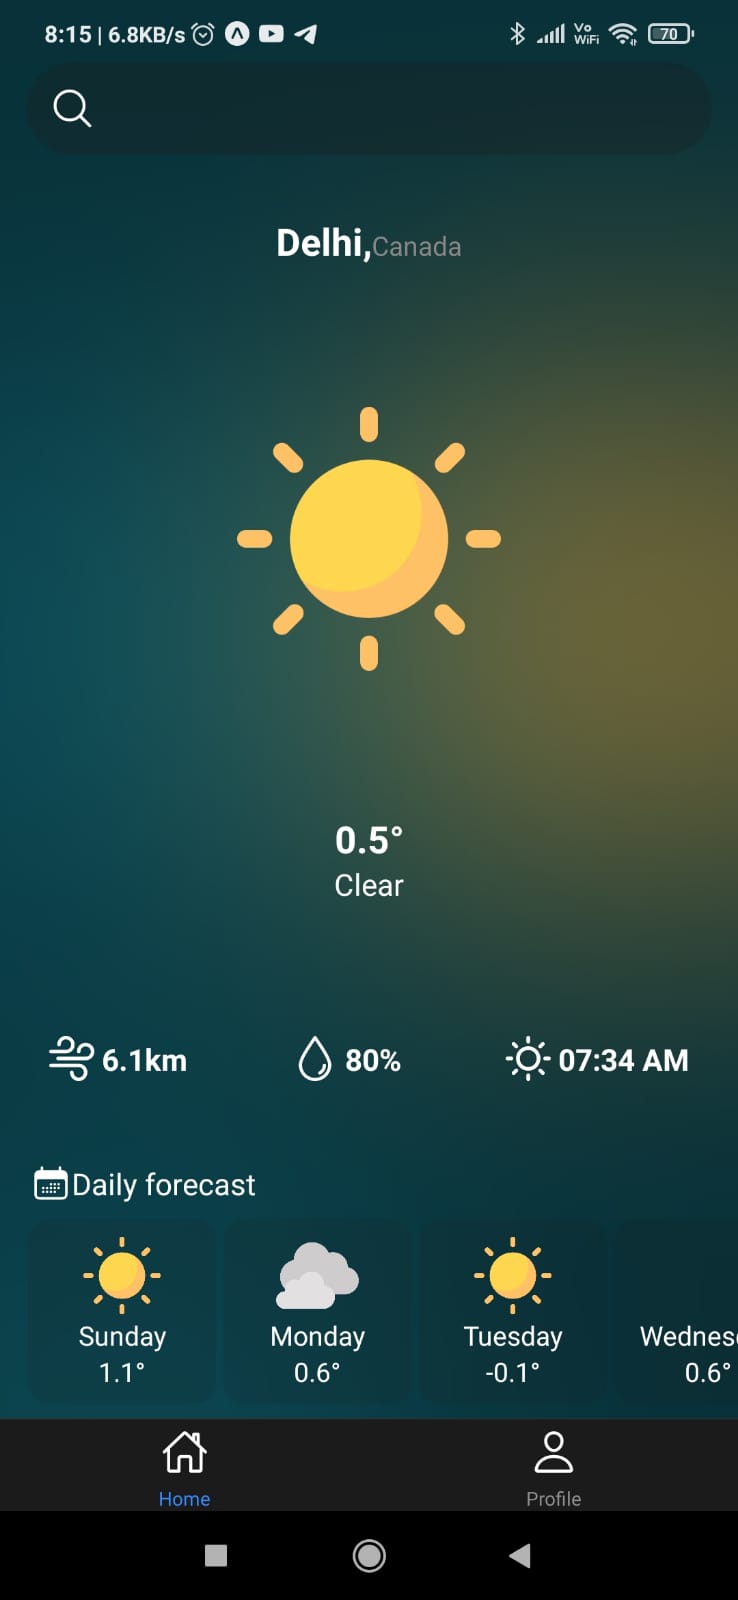 8:15 | 6.8KB/s Vo WiFi 70
Delhi,Canada
0.5°
Clear
6.1km 80% 07:34 AM
Daily forecast
Sunday Monday Tuesday Wednes
1.1° 0.6° -0.1° 0.6°
Home Profile